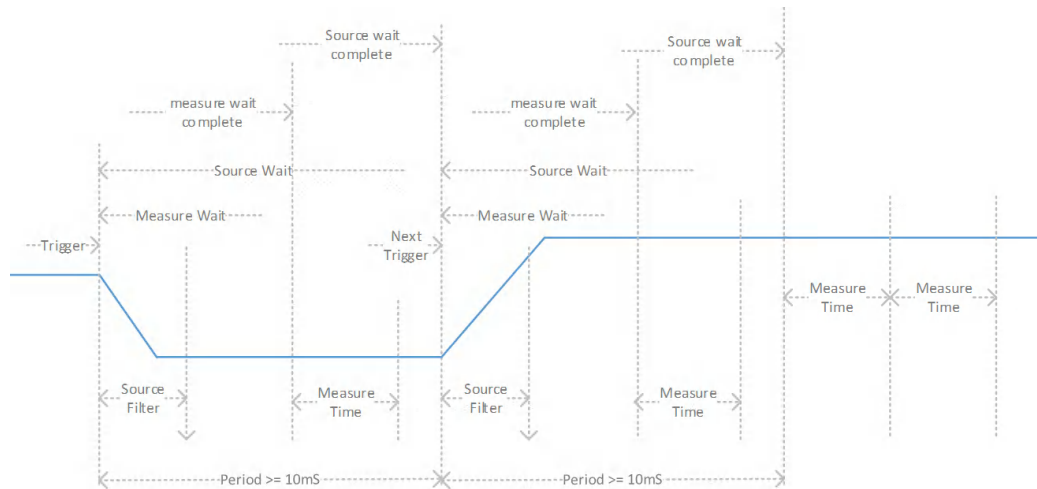 Source wait
complete
Source wait
complete
measure wait
complete
measure wait
complete
Source Wait
Source Wait
Measure Wait
Measure Wait
Trigger
Next
Trigger
Measure
Time
Measure
Time
Source
Filter
Measure
Time
Source
Filter
Measure
Time
Period >= 10mS
Period >= 10mS